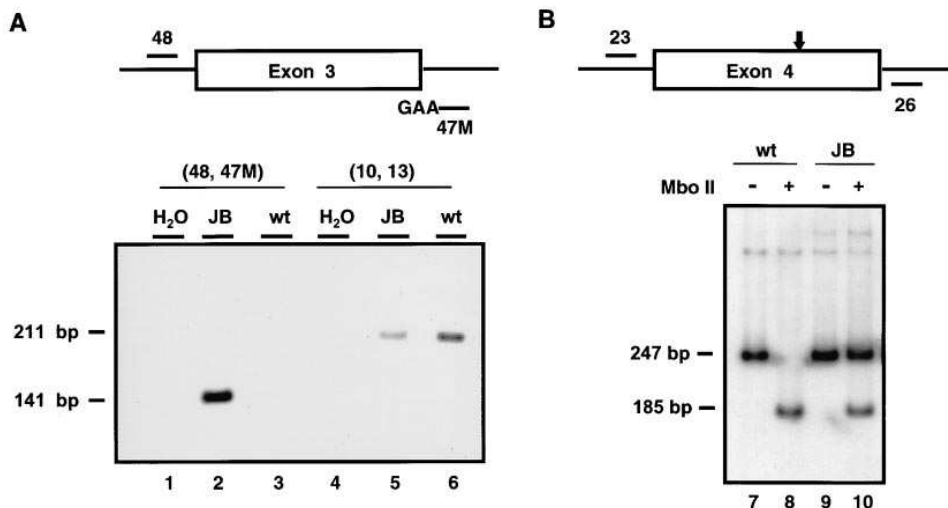 A
48
Exon 3
GAA
47M
(48, 47M) (10, 13)
H₂O JB wt H₂O JB wt
211 bp
141 bp
1 2 3 4 5 6
B
23
Exon 4
26
wt JB
Mbo II - + - +
247 bp
185 bp
7 8 9 10